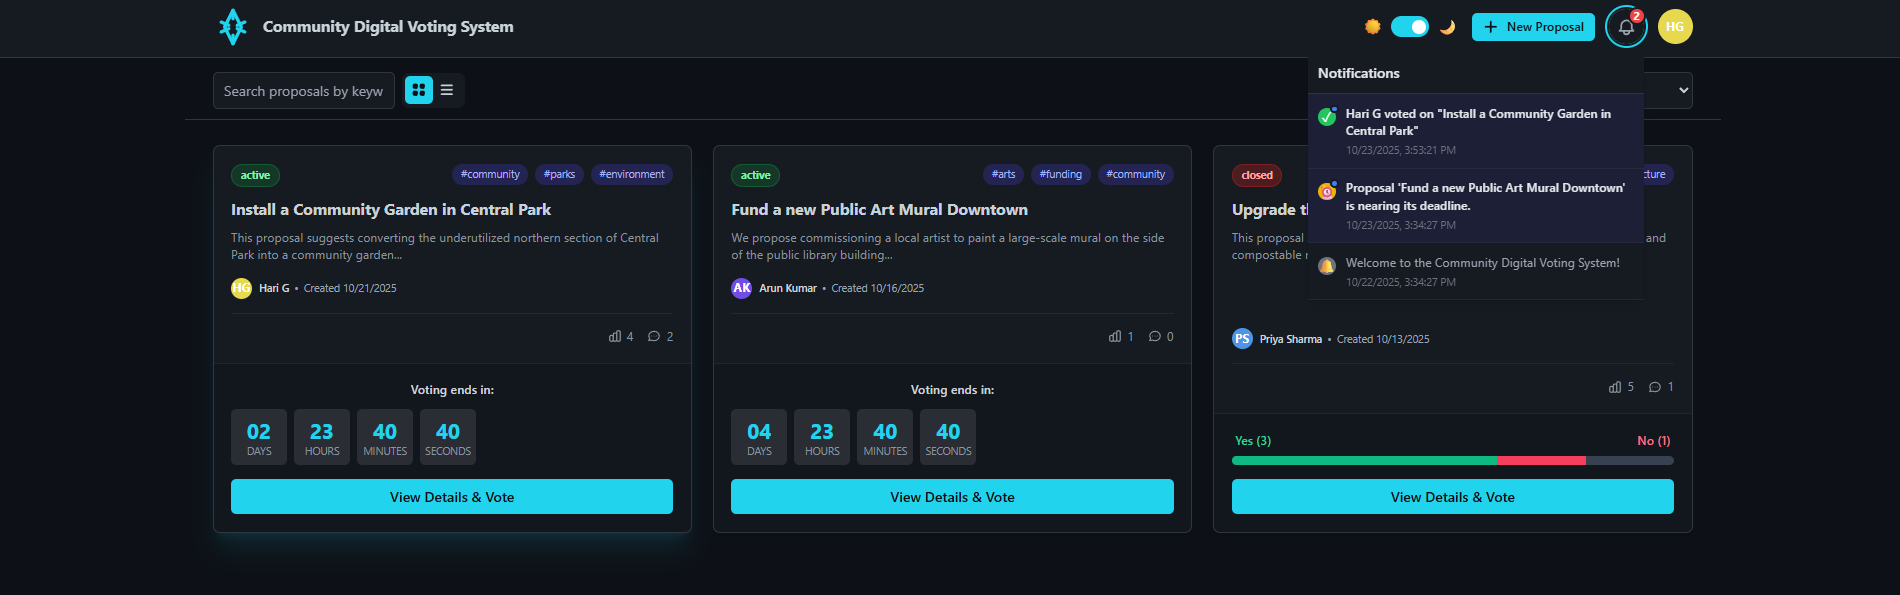 Community Digital Voting System
New Proposal
2
HG
Search proposals by keyw
Notifications
Hari G voted on "Install a Community Garden in
Central Park"
10/23/2025, 3:53:21 PM
Proposal 'Fund a new Public Art Mural Downtown'
is nearing its deadline.
10/23/2025, 3:34:27 PM
Welcome to the Community Digital Voting System!
10/22/2025, 3:34:27 PM
active
#community #parks #environment
Install a Community Garden in Central Park
This proposal suggests converting the underutilized northern section of Central
Park into a community garden...
HG Hari G • Created 10/21/2025
4 2
Voting ends in:
02 23 40 40
DAYS HOURS MINUTES SECONDS
View Details & Vote
active
#arts #funding #community
Fund a new Public Art Mural Downtown
We propose commissioning a local artist to paint a large-scale mural on the side
of the public library building...
AK Arun Kumar • Created 10/16/2025
1 0
Voting ends in:
04 23 40 40
DAYS HOURS MINUTES SECONDS
View Details & Vote
closed
cture
Upgrade
This proposal and
compostable
PS Priya Sharma • Created 10/13/2025
5 1
Yes (3) No (1)
View Details & Vote